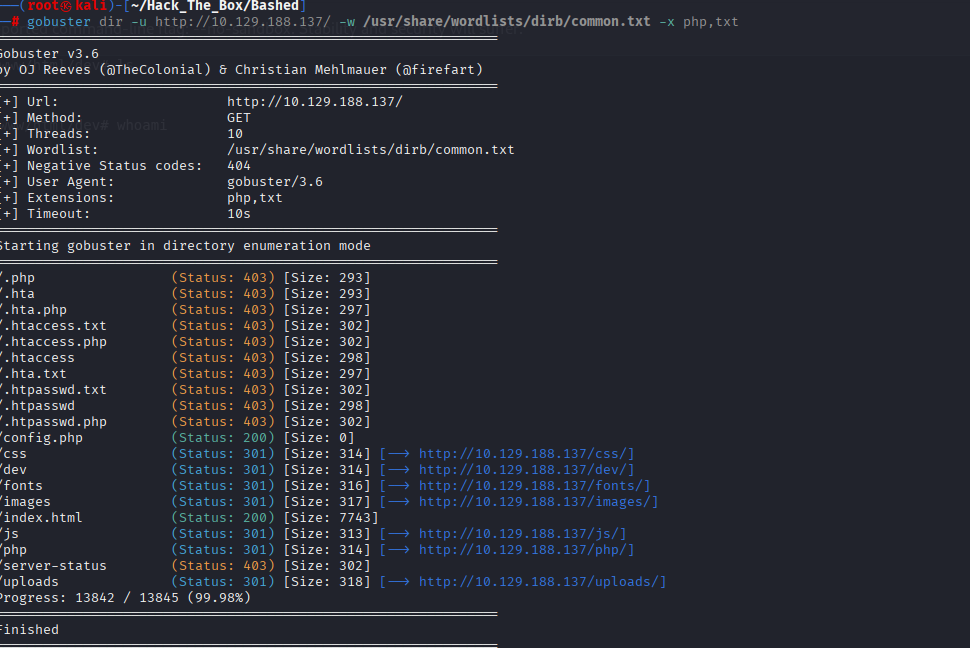 ──(root㉿kali)-[~/Hack_The_Box/Bashed]
─# gobuster dir -u http://10.129.188.137/ -w /usr/share/wordlists/dirb/common.txt -x php,txt
Gobuster v3.6
by OJ Reeves (@TheColonial) & Christian Mehlmauer (@firefart)
[+] Url: http://10.129.188.137/
[+] Method: GET
dev# whoami
[+] Threads: 10
[+] Wordlist: /usr/share/wordlists/dirb/common.txt
[+] Negative Status codes: 404
[+] User Agent: gobuster/3.6
[+] Extensions: php,txt
[+] Timeout: 10s
Starting gobuster in directory enumeration mode
/.php (Status: 403) [Size: 293]
/.hta (Status: 403) [Size: 293]
/.hta.php (Status: 403) [Size: 297]
/.htaccess.txt (Status: 403) [Size: 302]
/.htaccess.php (Status: 403) [Size: 302]
/.htaccess (Status: 403) [Size: 298]
/.hta.txt (Status: 403) [Size: 297]
/.htpasswd.txt (Status: 403) [Size: 302]
/.htpasswd (Status: 403) [Size: 298]
/.htpasswd.php (Status: 403) [Size: 302]
/config.php (Status: 200) [Size: 0]
/css (Status: 301) [Size: 314] [──> http://10.129.188.137/css/]
/dev (Status: 301) [Size: 314] [──> http://10.129.188.137/dev/]
/fonts (Status: 301) [Size: 316] [──> http://10.129.188.137/fonts/]
/images (Status: 301) [Size: 317] [──> http://10.129.188.137/images/]
/index.html (Status: 200) [Size: 7743]
/js (Status: 301) [Size: 313] [──> http://10.129.188.137/js/]
/php (Status: 301) [Size: 314] [──> http://10.129.188.137/php/]
/server-status (Status: 403) [Size: 302]
/uploads (Status: 301) [Size: 318] [──> http://10.129.188.137/uploads/]
Progress: 13842 / 13845 (99.98%)
Finished